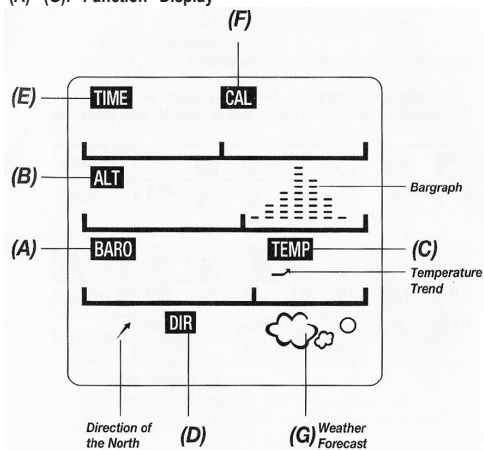 (A) (G): Function Display
(F)
(E) TIME CAL
(B) ALT
Bargraph
(A) BARO TEMP (C)
Temperature
Trend
DIR
Direction of
the North
(D)
(G) Weather
Forecast